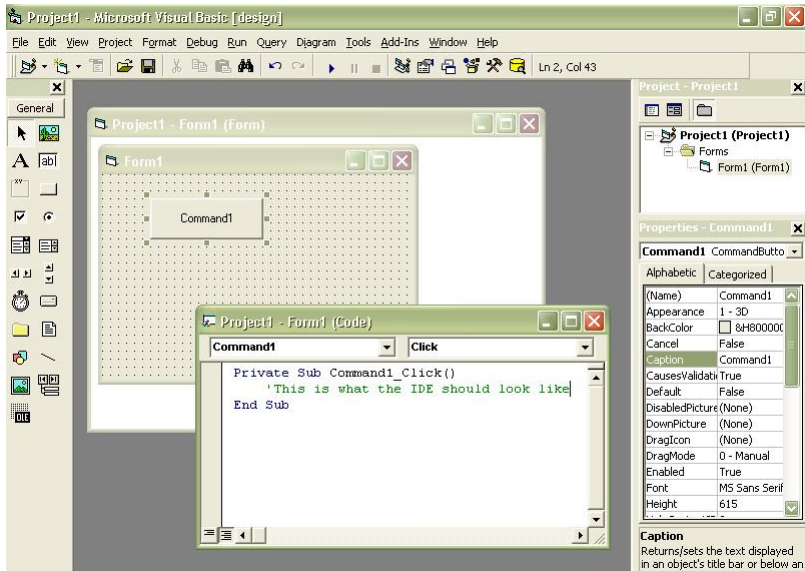 Project1 - Microsoft Visual Basic [design]
File Edit View Project Format Debug Run Query Diagram Tools Add-Ins Window Help
Ln 2, Col 43
General
A ab|
xy
OLE
Project1 - Form1 (Form)
Form1
Command1
Project1 - Form1 (Code)
Command1 Click
Private Sub Command1_Click()
'This is what the IDE should look like
End Sub
Project - Project1
Project1 (Project1)
Forms
Form1 (Form1)
Properties - Command1
Command1 CommandButto
Alphabetic Categorized
(Name) Command1
Appearance 1 - 3D
BackColor &H800000
Cancel False
Caption Command1
CausesValidati True
Default False
DisabledPicture (None)
DownPicture (None)
DragIcon (None)
DragMode 0 - Manual
Enabled True
Font MS Sans Serif
Height 615
Caption
Returns/sets the text displayed
in an object's title bar or below an